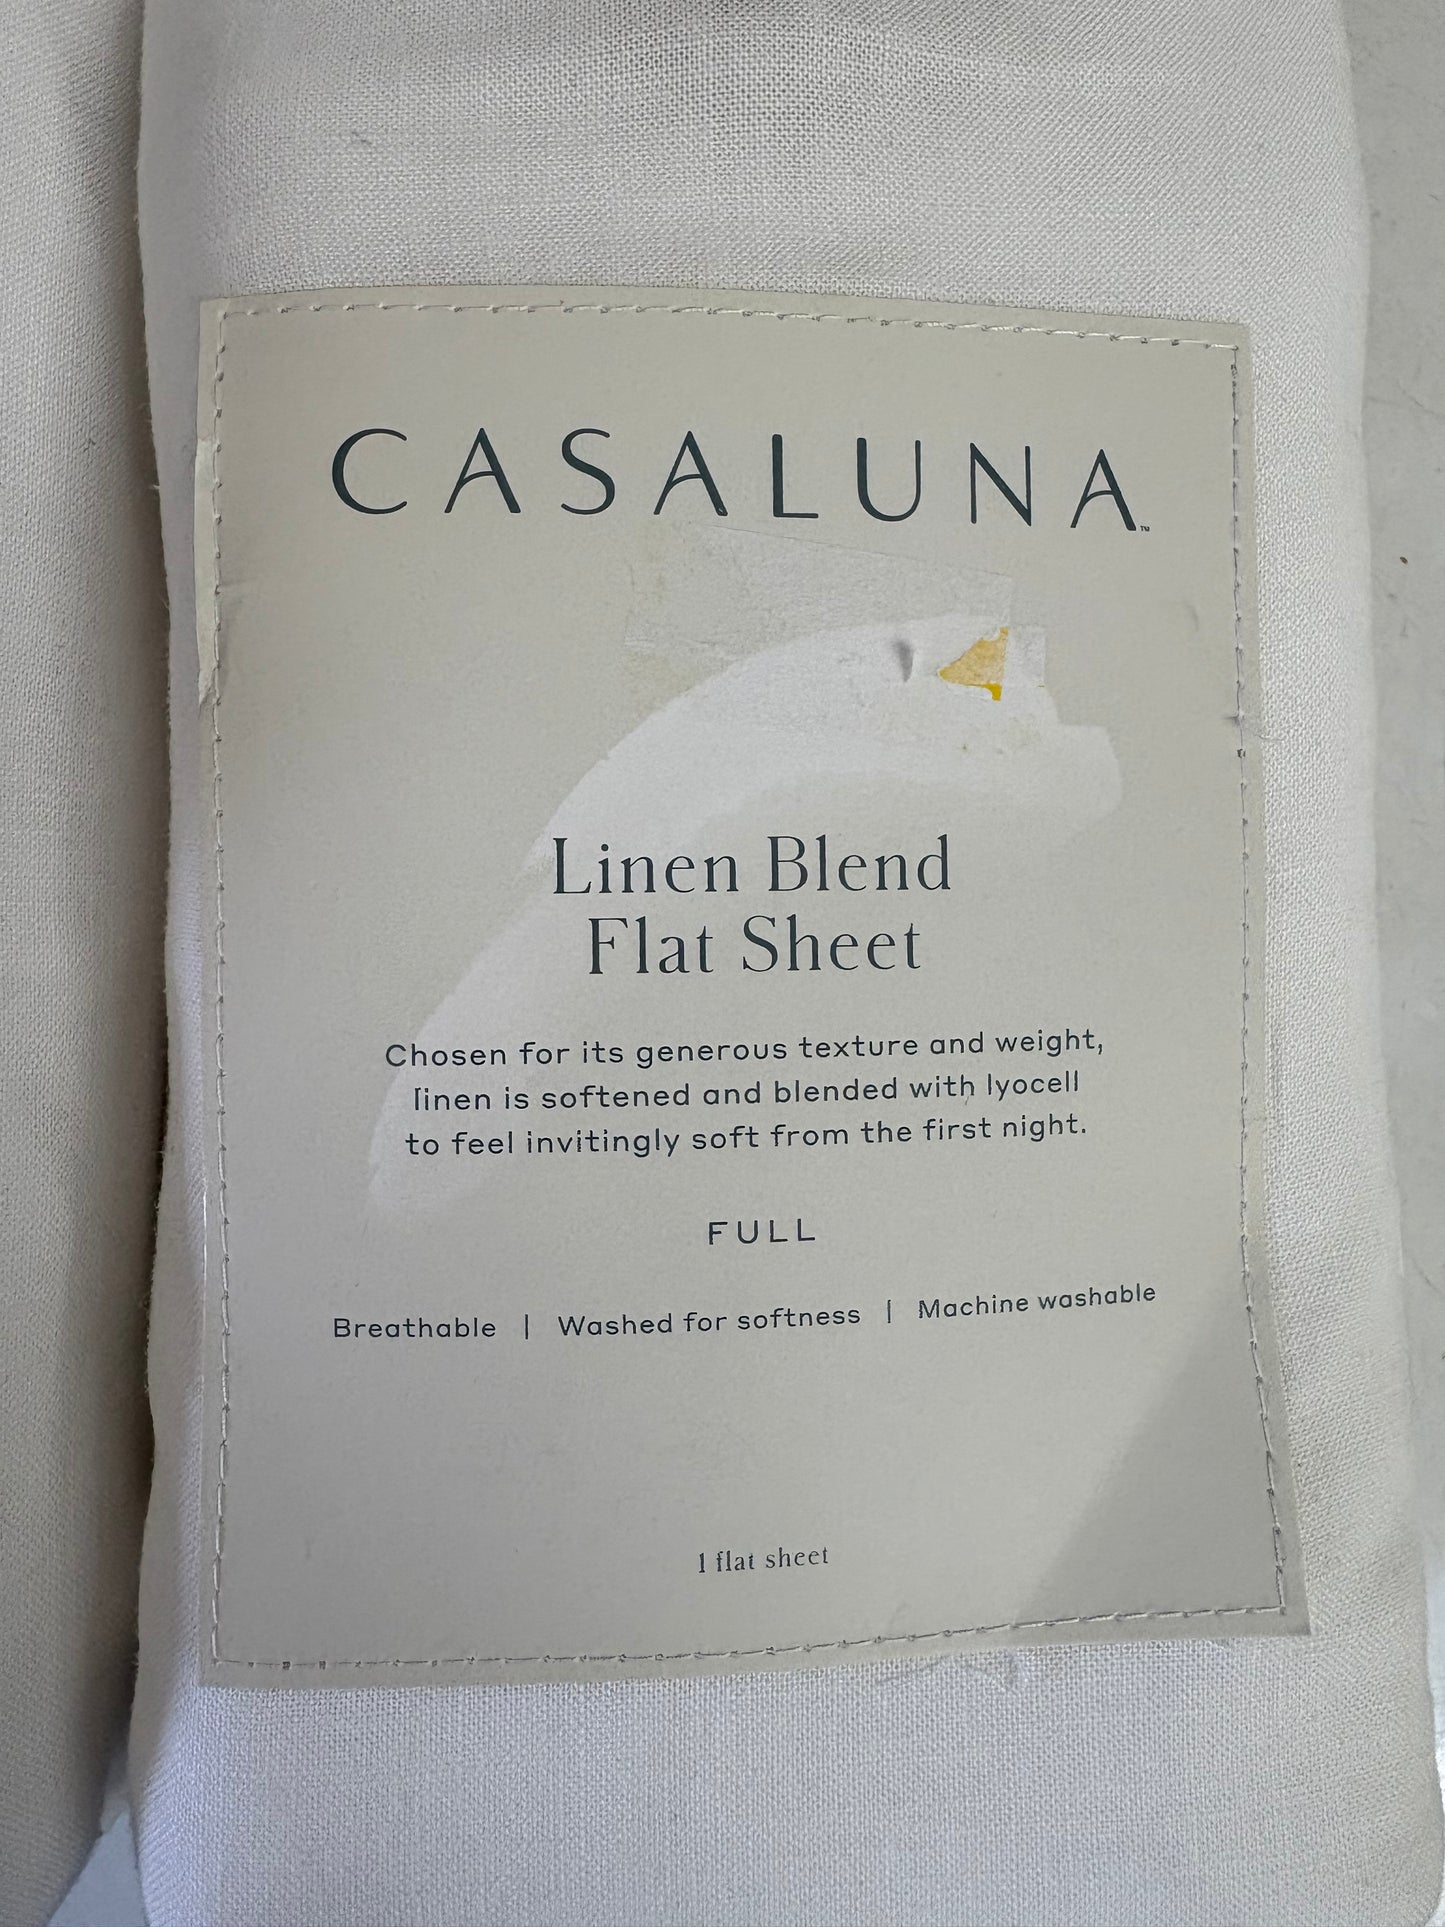 CASALUNA™
Linen Blend
Flat Sheet
Chosen for its generous texture and weight,
linen is softened and blended with lyocell
to feel invitingly soft from the first night.
FULL
Breathable | Washed for softness | Machine washable
1 flat sheet